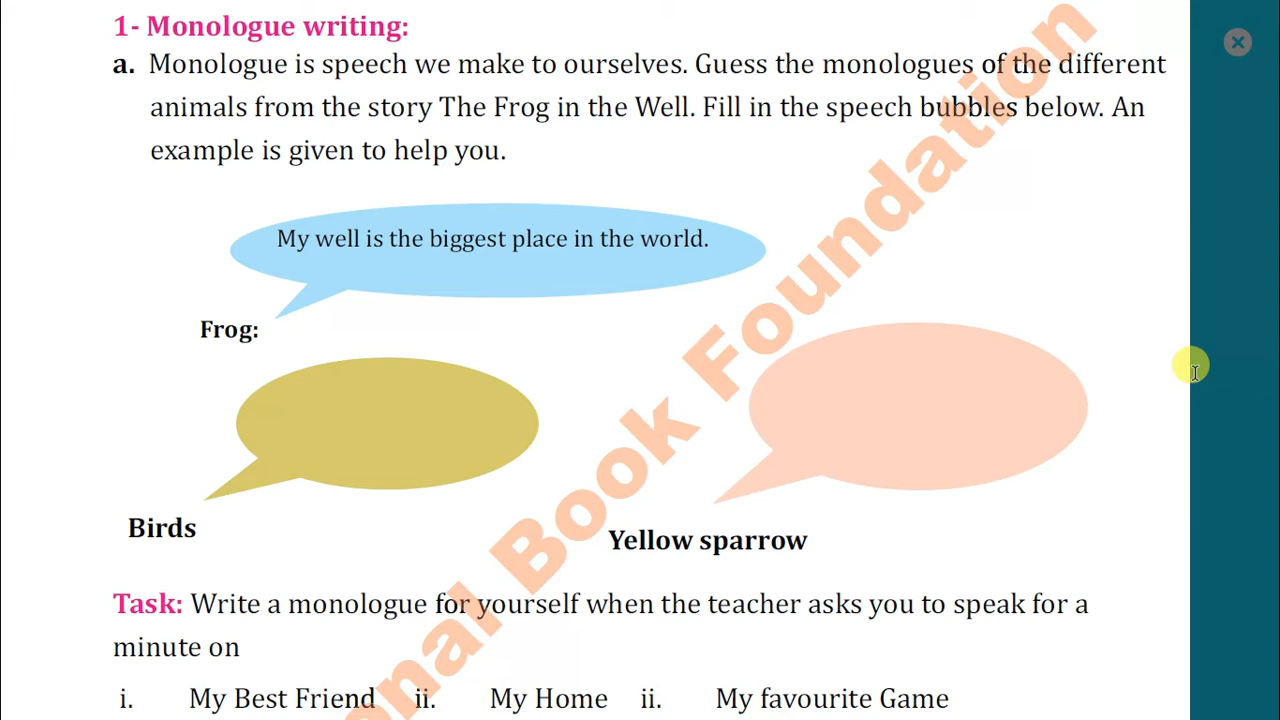 1- Monologue writing:
a. Monologue is speech we make to ourselves. Guess the monologues of the different
animals from the story The Frog in the Well. Fill in the speech bubbles below. An
example is given to help you.
My well is the biggest place in the world.
Frog:
Birds
Yellow sparrow
Task: Write a monologue for yourself when the teacher asks you to speak for a
minute on
i. My Best Friend ii. My Home ii. My favourite Game
onal Book Foundation